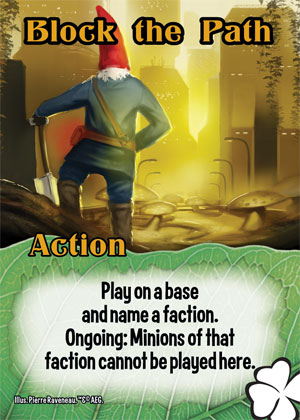 Block the Path
Action
Play on a base
and name a faction.
Ongoing: Minions of that
faction cannot be played here.
Illus: Pierre Raveneau, ™© AEG.